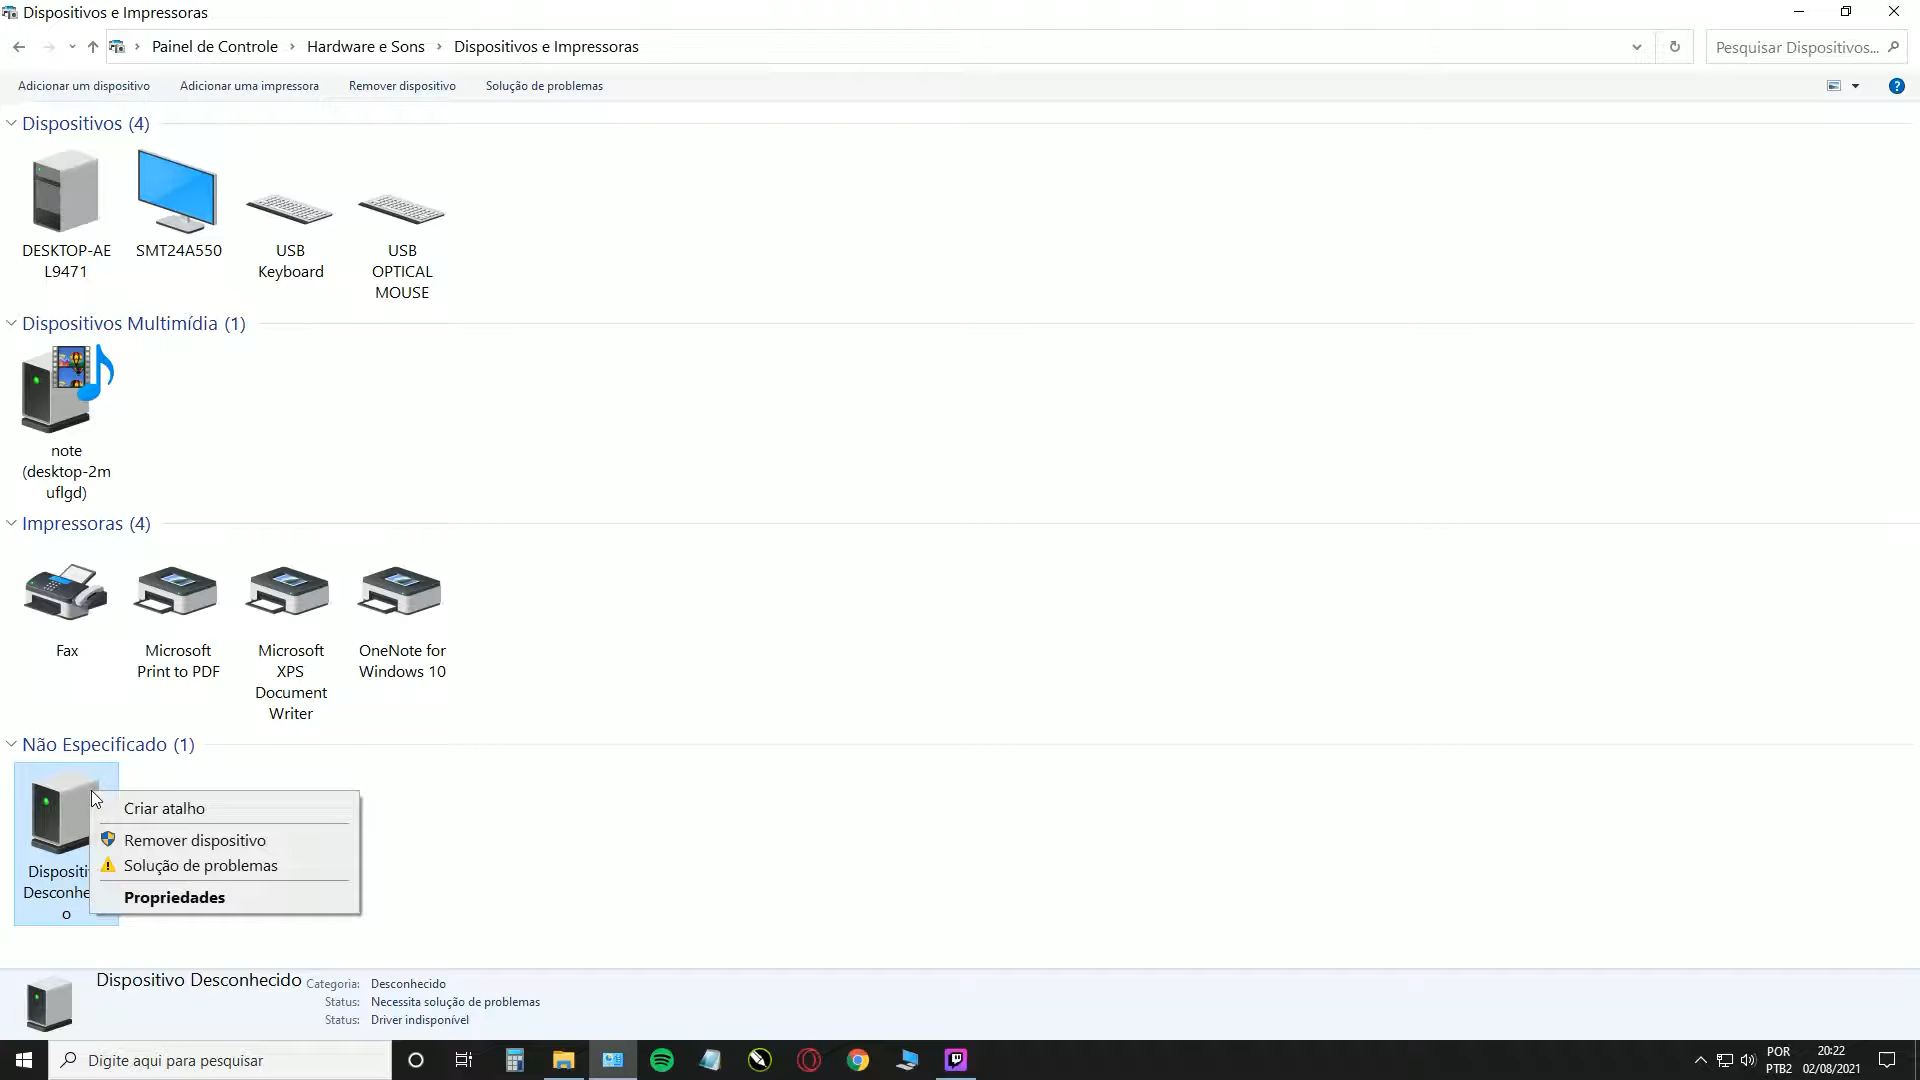 Dispositivos e Impressoras
Painel de Controle
Hardware e Sons
Dispositivos e Impressoras
Pesquisar Dispositivos...
Adicionar um dispositivo
Adicionar uma impressora
Remover dispositivo
Solução de problemas
Dispositivos (4)
DESKTOP-AE
L9471
SMT24A550
USB
Keyboard
USB
OPTICAL
MOUSE
Dispositivos Multimídia (1)
note
(desktop-2m
uflgd)
Impressoras (4)
Fax
Microsoft
Print to PDF
Microsoft
XPS
Document
Writer
OneNote for
Windows 10
Não Especificado (1)
Dispositi
Desconhe
o
Criar atalho
Remover dispositivo
Solução de problemas
Propriedades
Dispositivo Desconhecido
Categoria: Desconhecido
Status: Necessita solução de problemas
Status: Driver indisponível
Digite aqui para pesquisar
POR
PTB2
20:22
02/08/2021